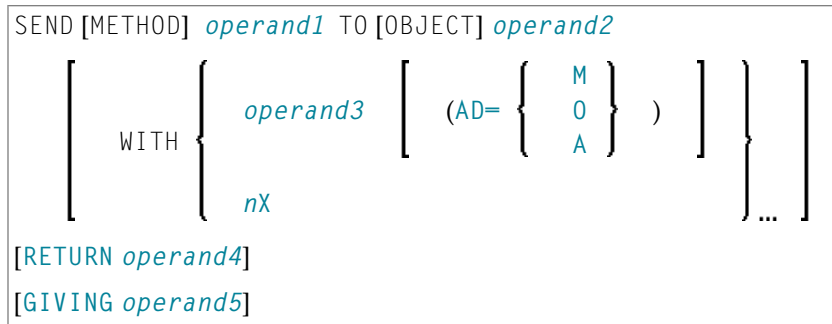 SEND [METHOD] operand1 TO [OBJECT] operand2
M
operand3 (AD= O )
WITH A
nX
...
[RETURN operand4]
[GIVING operand5]